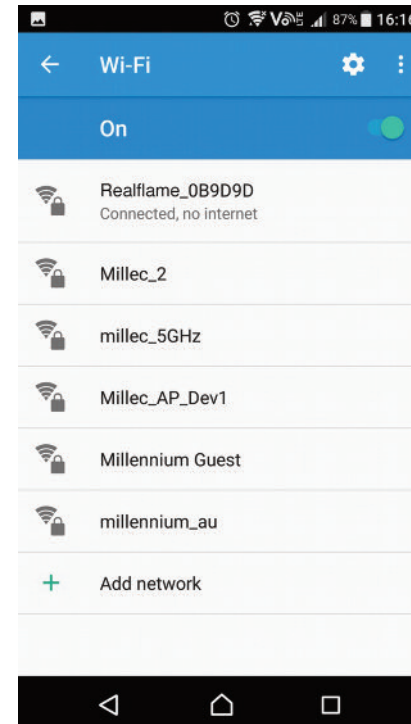 87% 16:16
Wi-Fi
On
Realflame_0B9D9D
Connected, no internet
Millec_2
millec_5GHz
Millec_AP_Dev1
Millennium Guest
millennium_au
Add network